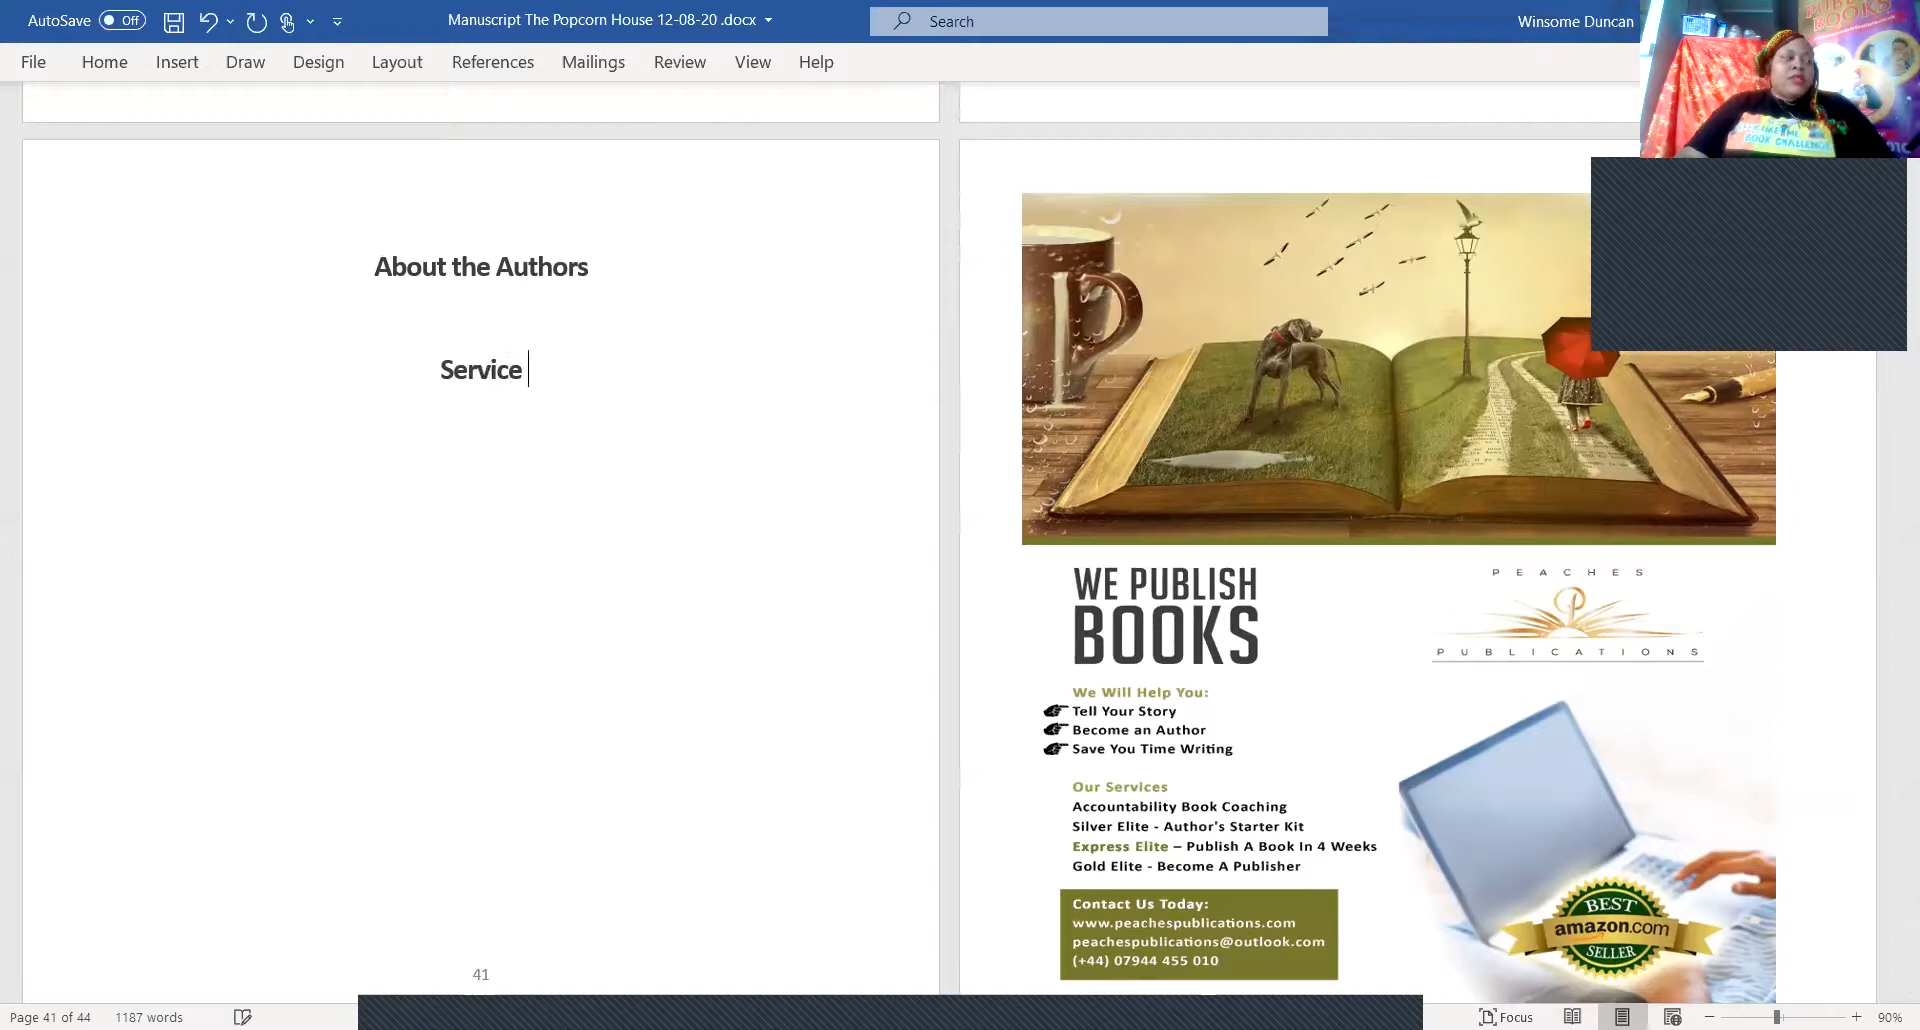 AutoSave Off
Manuscript The Popcorn House 12-08-20 .docx
Search
Winsome Duncan
File Home Insert Draw Design Layout References Mailings Review View Help
BOOKS
BOOK CHALLENGE
About the Authors
Service
41
WE PUBLISH
BOOKS
PEACHES
P
PUBLICATIONS
We Will Help You:
Tell Your Story
Become an Author
Save You Time Writing
Our Services
Accountability Book Coaching
Silver Elite - Author's Starter Kit
Express Elite – Publish A Book In 4 Weeks
Gold Elite - Become A Publisher
Contact Us Today:
www.peachespublications.com
peachespublications@outlook.com
(+44) 07944 455 010
BEST
amazon.com
SELLER
Page 41 of 44 1187 words
Focus
90%